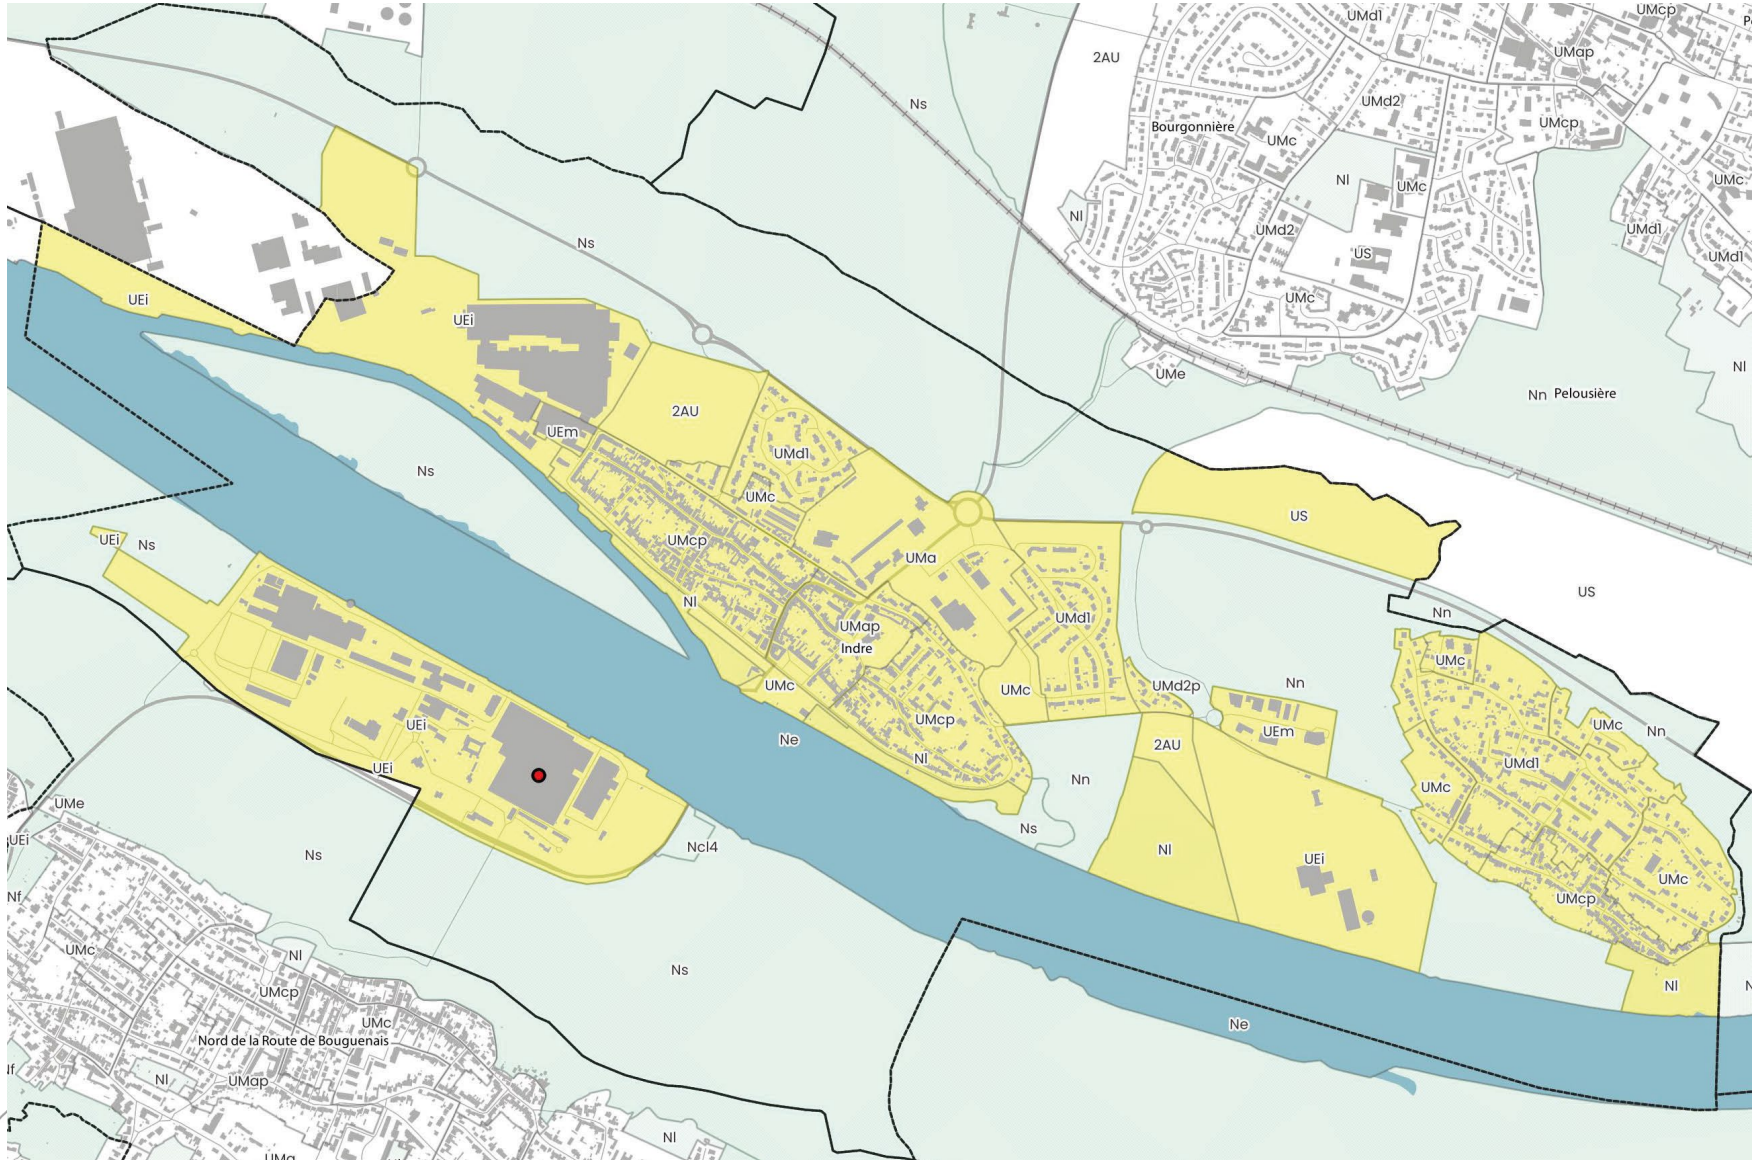 UMd1
UMcp
UMap
2AU
Ns
UMd2
UMcp
Bourgonnière
UMc
Nl
UMc
UMc
Nl
UMd2
UMd1
Ns
US
UMd1
UEi
UMc
UEi
UMe
Nl
Nn Pelousière
2AU
UEm
UMd1
Ns
UMc
US
UEi
Ns
UMcp
UMa
US
Nl
Nn
UMap
UMd1
Indre
UMc
UMc
UMc
UMd2p
Nn
UMcp
UEi
Ne
UEm
UMc
Nn
2AU
Nl
UMd1
UEi
Nn
UMc
UMe
Ns
UEi
Ncl4
Ns
Nl
UEi
UMc
Nf
UMcp
UMc
Nl
Ns
Nl
UMcp
UMc
Ne
Nord de la Route de Bouguenais
Nl
UMap
Nl